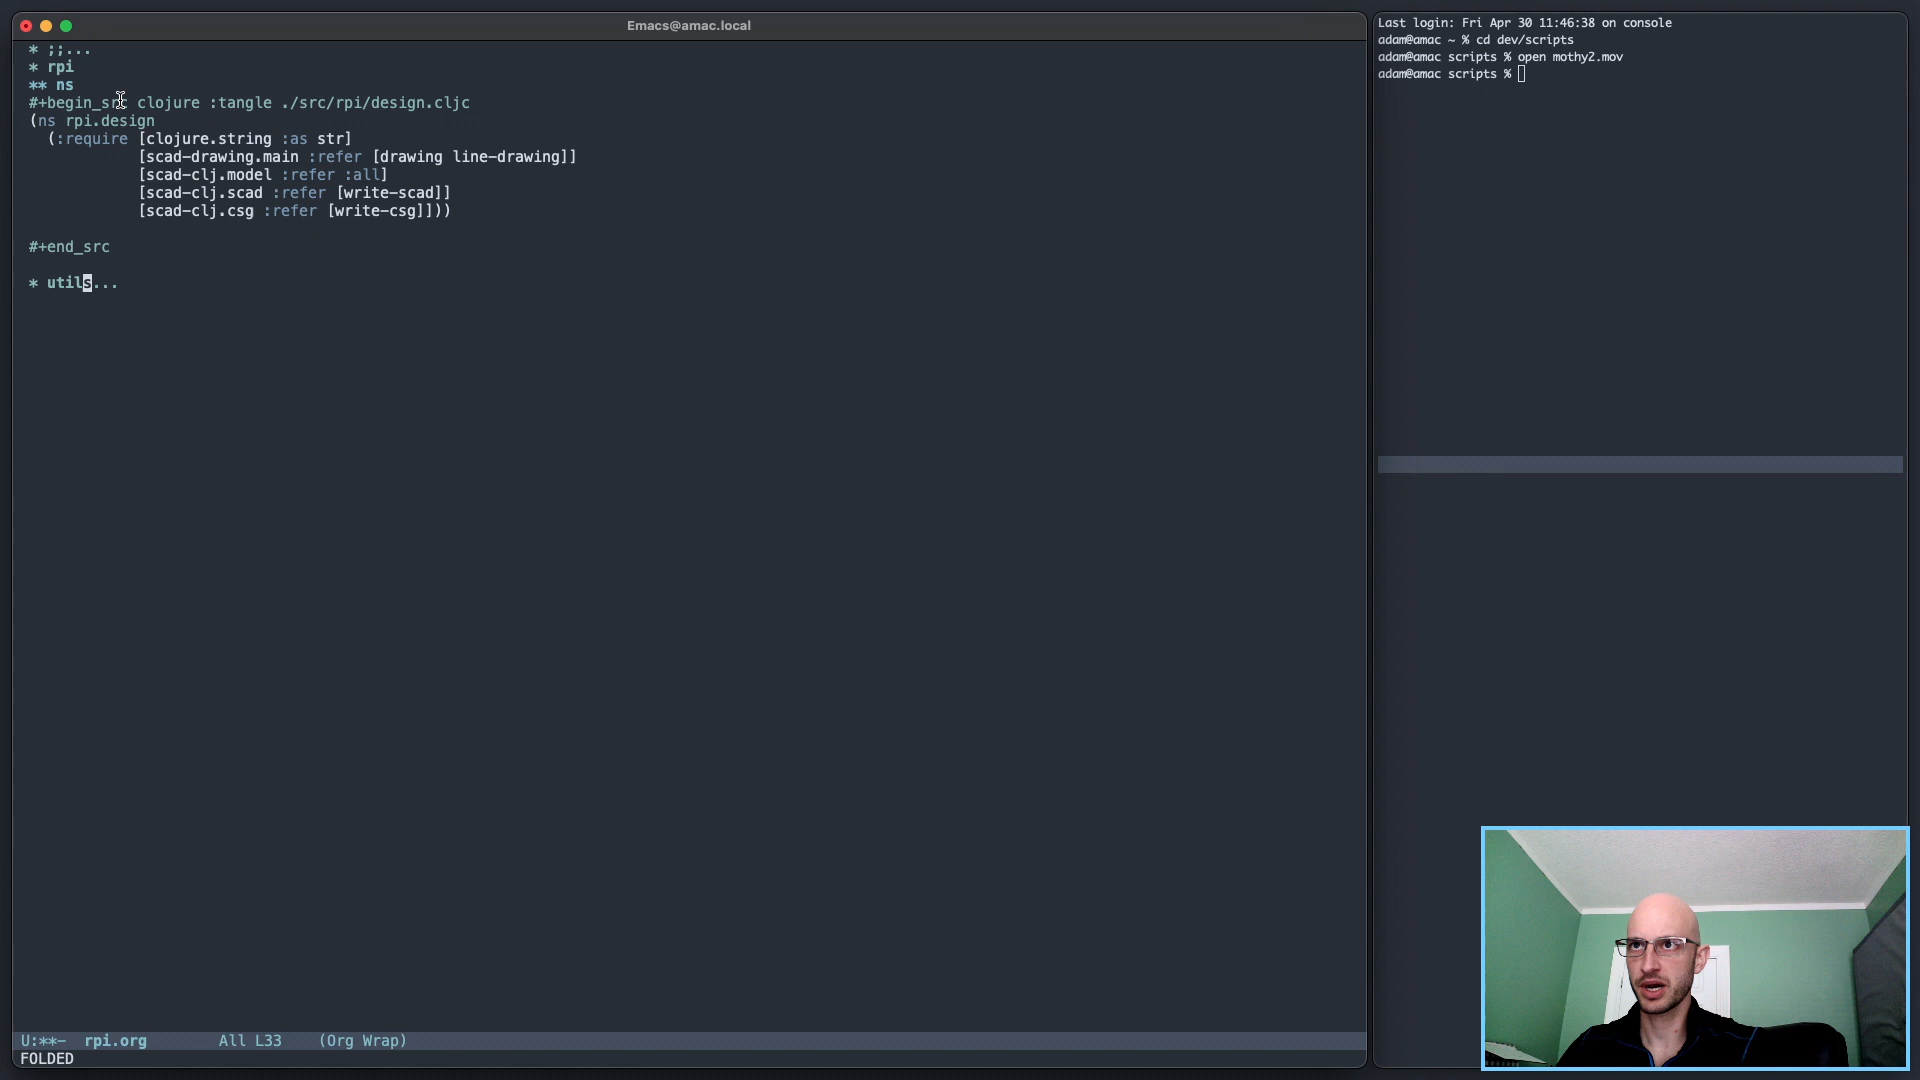 Emacs@amac.local
* ;;...
* rpi
** ns
#+begin_src clojure :tangle ./src/rpi/design.cljc
(ns rpi.design
(:require [clojure.string :as str]
[scad-drawing.main :refer [drawing line-drawing]]
[scad-clj.model :refer :all]
[scad-clj.scad :refer [write-scad]]
[scad-clj.csg :refer [write-csg]]))
#+end_src
* utils...
U:**-  rpi.org        All L33    (Org Wrap)
FOLDED
Last login: Fri Apr 30 11:46:38 on console
adam@amac ~ % cd dev/scripts
adam@amac scripts % open mothy2.mov
adam@amac scripts %